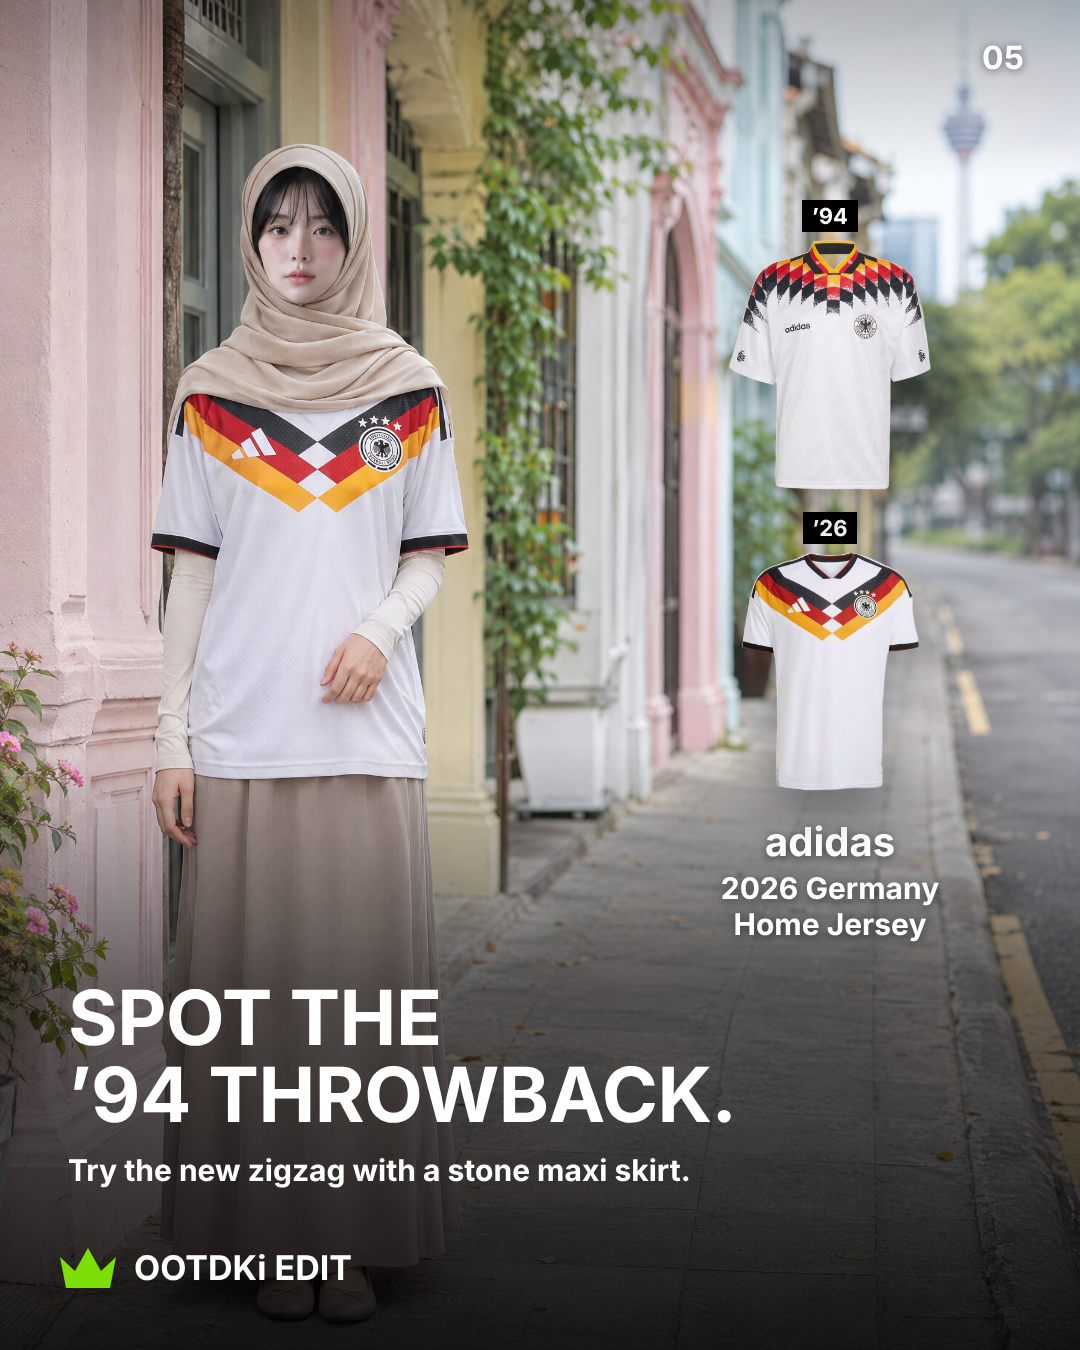 05
’94
adidas
’26
adidas
2026 Germany
Home Jersey
SPOT THE
’94 THROWBACK.
Try the new zigzag with a stone maxi skirt.
OOTDKi EDIT